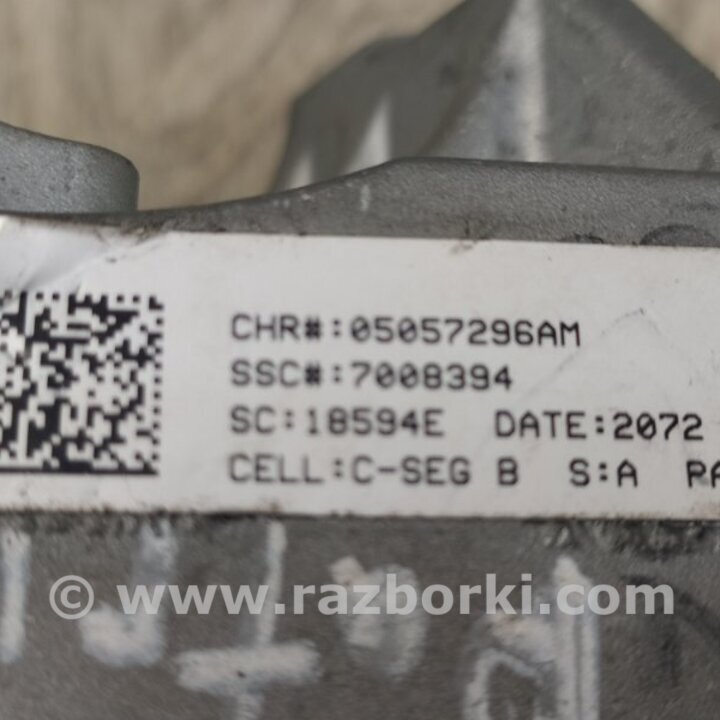 CHR#:05057296AM
SSC#:7008394
SC:18594E DATE:2072
CELL:C-SEG B S:A
© www.razborki.com